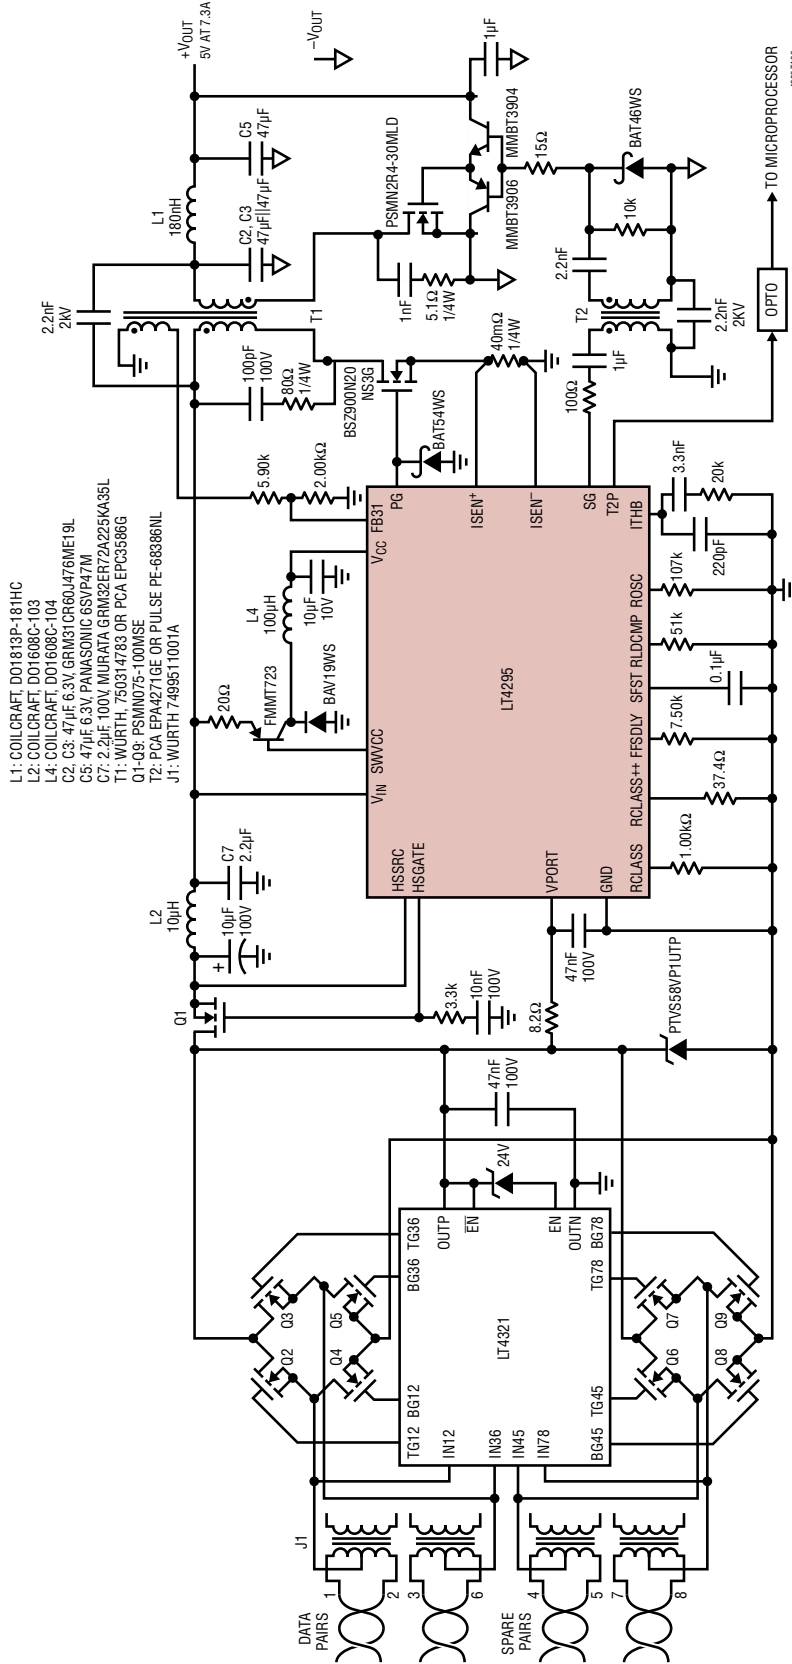 L1: COILCRAFT, DO1813P-181HC
L2: COILCRAFT, DO1608C-103
L4: COILCRAFT, DO1608C-104
C2, C3: 47µF, 6.3V, GRM31CR60J476ME19L
C5: 47µF, 6.3V, PANASONIC 6SVP47M
C7: 2.2µF, 100V, MURATA GRM32ER72A225KA35L
T1: WÜRTH, 750314783 OR PCA EPC3586G
Q1-Q9: PSMN075-100MSE
T2: PCA EPA4271GE OR PULSE PE-68386NL
J1: WURTH 7499511001A
DATA
PAIRS
1
2
3
6
SPARE
PAIRS
4
5
7
8
J1
Q2
Q3
Q4
Q5
Q6
Q7
Q8
Q9
TG12
BG12
BG36
TG36
IN12
IN36
IN45
IN78
OUTP
EN
EN
OUTN
LT4321
BG45
TG45
TG78
BG78
24V
47nF
100V
Q1
+
10µF
100V
L2
10µH
C7
2.2µF
3.3k
10nF
100V
8.2Ω
47nF
100V
PTVS58VP1UTP
HSSRC
HSGATE
VIN
SWVCC
VCC
FB31
VPORT
GND
LT4295
PG
ISEN+
ISEN–
SG
T2P
RCLASS
RCLASS++
FFSDLY
SFST
RLDCMP
ROSC
ITHB
1.00kΩ
37.4Ω
7.50k
0.1µF
51k
107k
220pF
3.3nF
20k
20Ω
FMMT723
BAV19WS
L4
100µH
10µF
10V
5.90k
2.00kΩ
100pF
100V
80Ω
1/4W
BSZ900N20
NS3G
BAT54WS
40mΩ
1/4W
100Ω
1µF
T2
2.2nF
2KV
2.2nF
10k
BAT46WS
15Ω
2.2nF
2KV
T1
L1
180nH
C2, C3
47µF||47µF
C5
47µF
+VOUT
5V AT 7.3A
–VOUT
1nF
5.1Ω
1/4W
PSMN2R4-30MLD
MMBT3906
MMBT3904
1µF
OPTO
TO MICROPROCESSOR